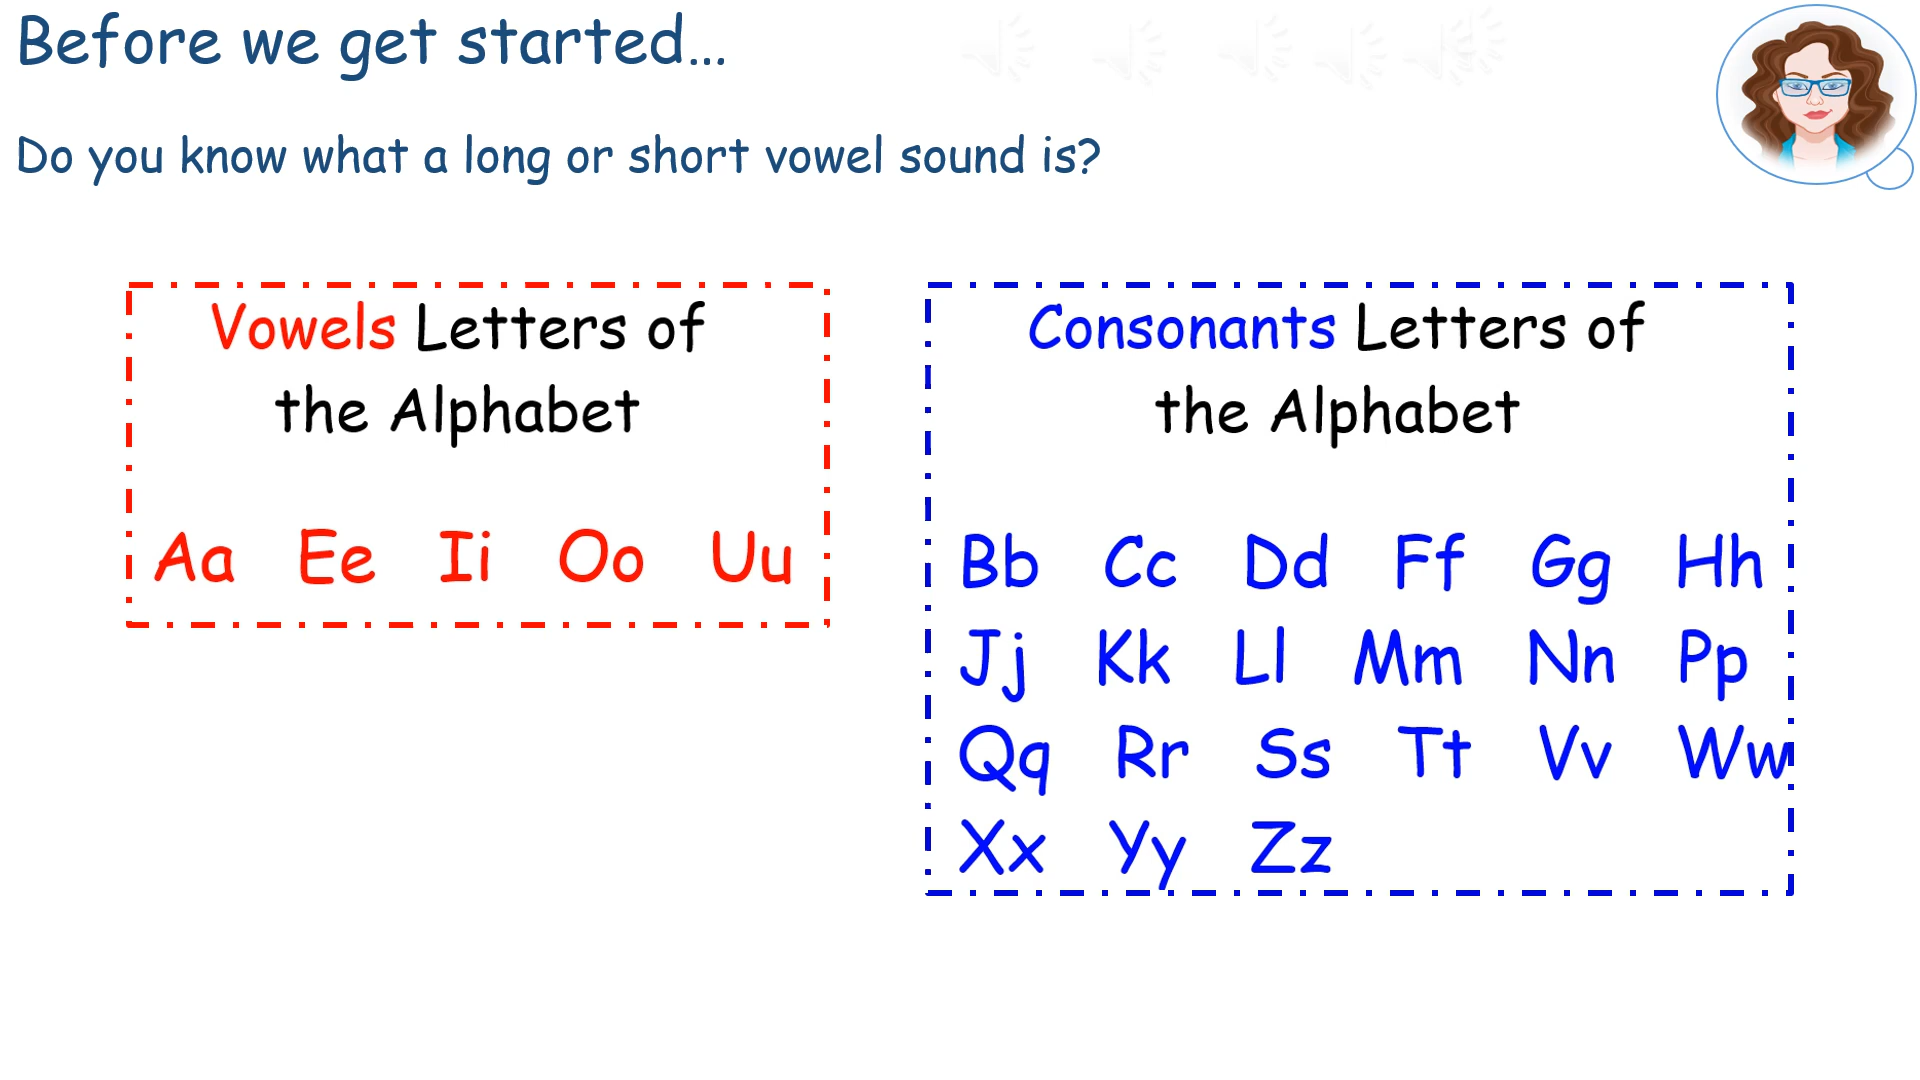 Before we get started...
Do you know what a long or short vowel sound is?
Vowels Letters of
the Alphabet
Aa Ee Ii Oo Uu
Consonants Letters of
the Alphabet
Bb Cc Dd Ff Gg Hh
Jj Kk Ll Mm Nn Pp
Qq Rr Ss Tt Vv Ww
Xx Yy Zz